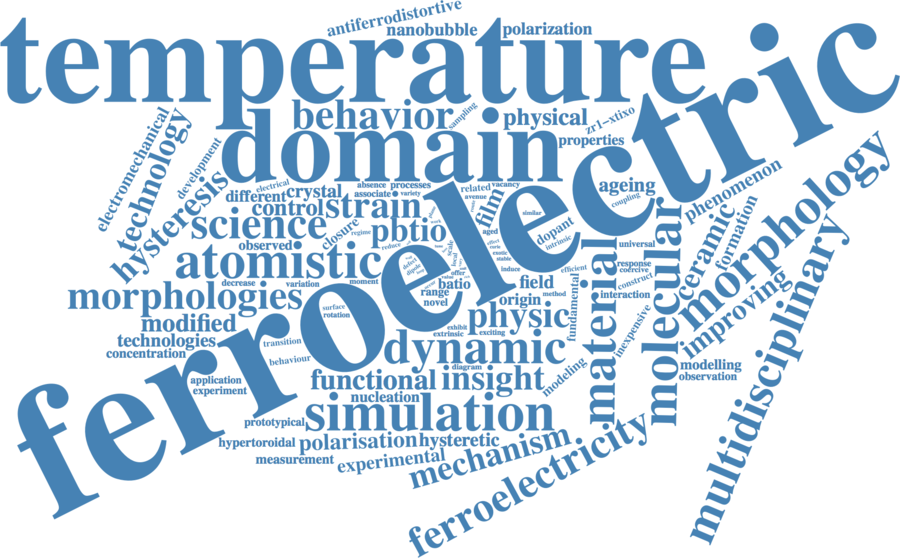 antiferrodistortive
nanobubble
polarization
temperature
ferroelectric
behavior
sampling
physical
zr1-xtixo
properties
electromechanical
technology
development
domain
hysteresis
electrical
different
crystal
absence
processes
associate
variety
related
vacancy
avenue
ageing
coupling
phenomenon
morphology
control
strain
film
similar
science
closure
regime
pbtio
aged
dopant
intrinsic
observed
reduce
scale
effect
exotic
stable
universal
molecular
ceramic
formation
atomistic
defect
dipole
induce
response
coercive
decrease
variation
moment
offer
batio
field
efficient
construct
morphologies
range
novel
origin
method
interaction
fundamental
material
improving
multidisciplinary
surface
rotation
modified
physic
technologies
exhibit
extrinsic
exciting
inexpensive
transition
concentration
behaviour
dynamic
diagram
modelling
observation
application
experiment
functional
insight
modeling
nucleation
prototypical
simulation
hypertoroidal
polarisation
hysteretic
measurement
experimental
mechanism
ferroelectricity